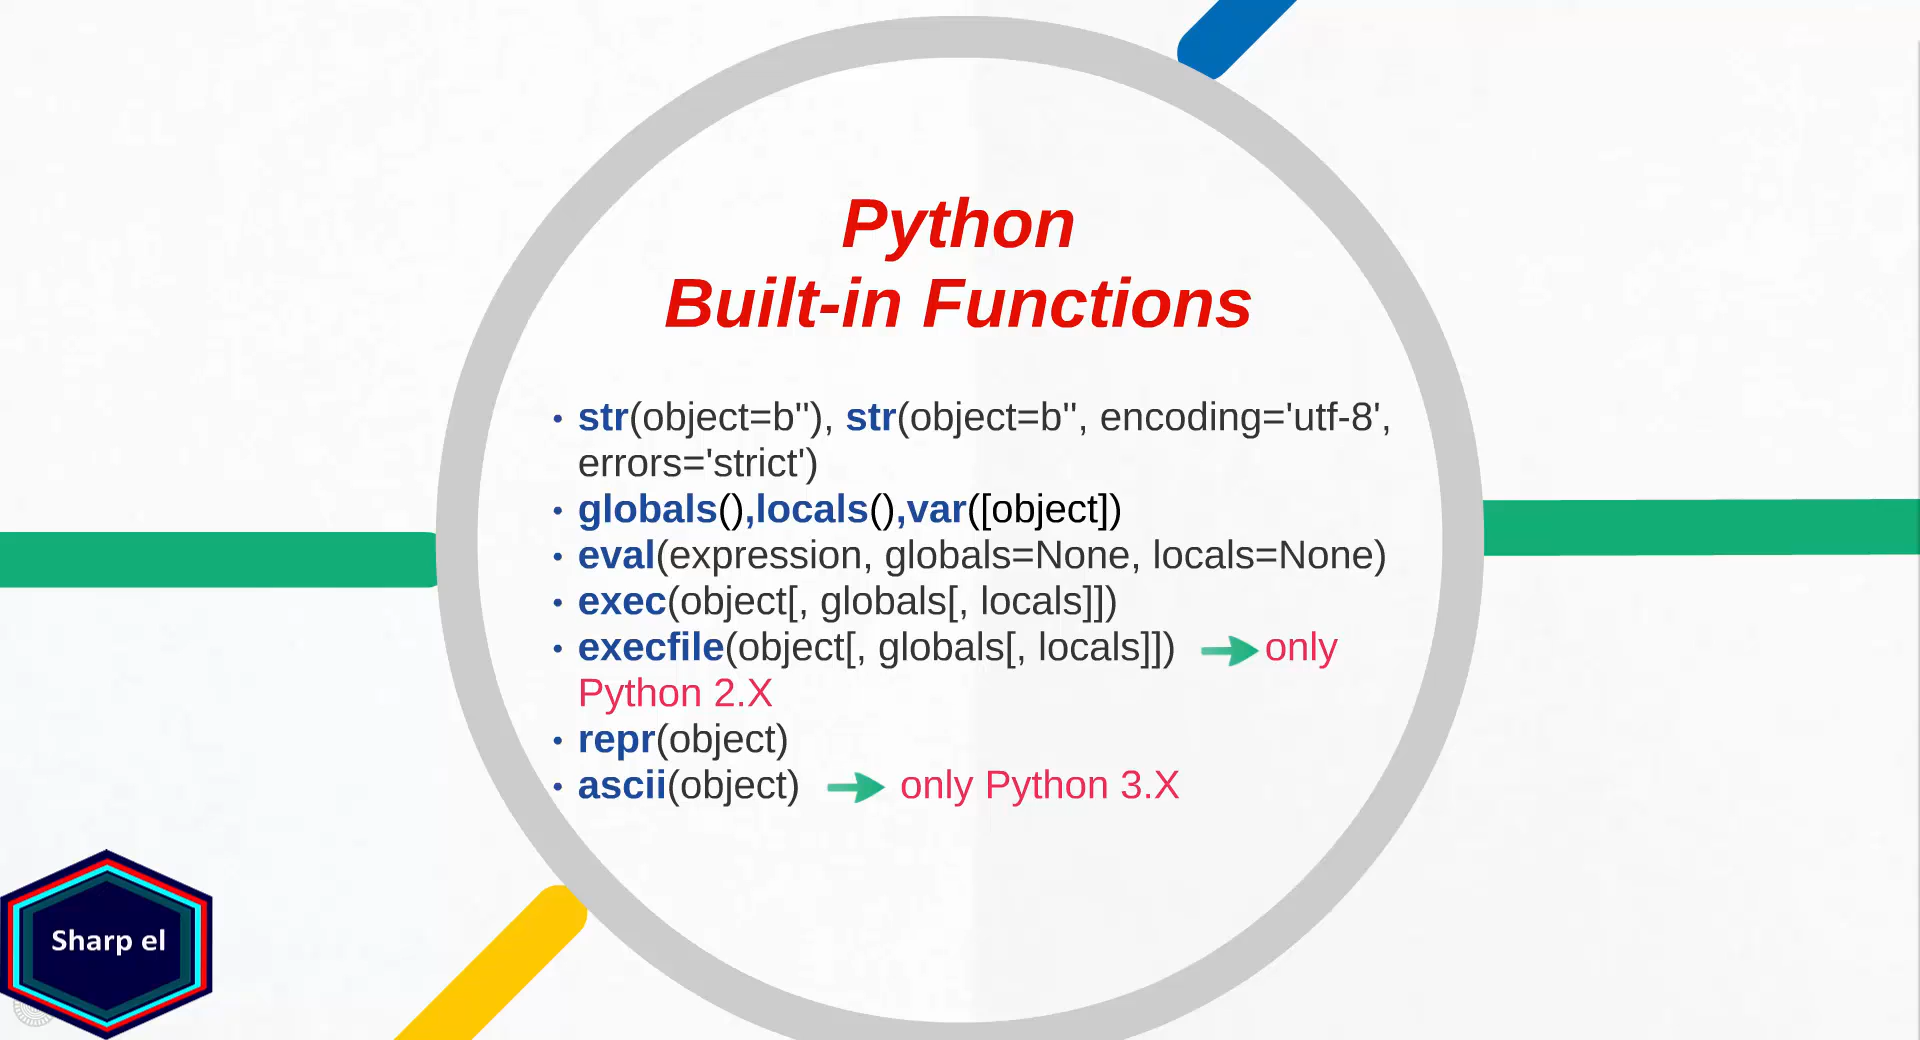 Python
Built-in Functions
• str(object=b''), str(object=b'', encoding='utf-8',
errors='strict')
• globals(),locals(),var([object])
• eval(expression, globals=None, locals=None)
• exec(object[, globals[, locals]])
• execfile(object[, globals[, locals]]) only
Python 2.X
• repr(object)
• ascii(object) only Python 3.X
Sharp el